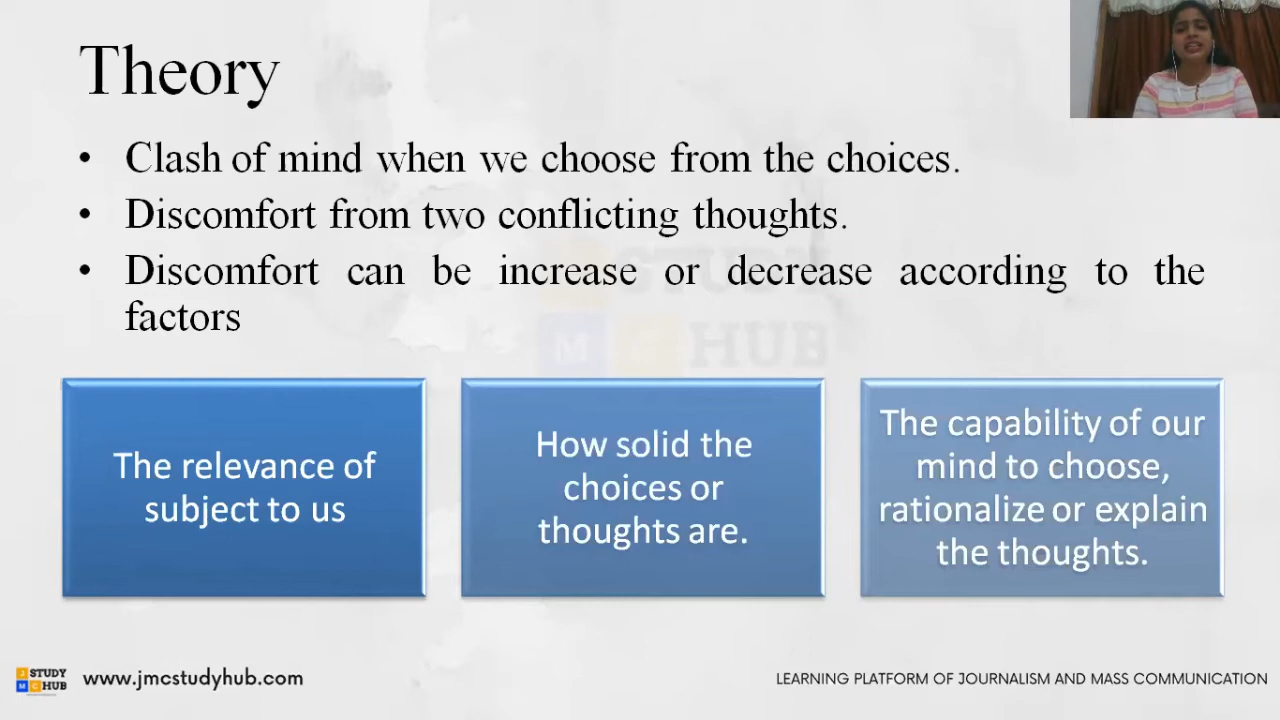 Theory
• Clash of mind when we choose from the choices.
• Discomfort from two conflicting thoughts.
• Discomfort can be increase or decrease according to the
factors
The relevance of
subject to us
How solid the
choices or
thoughts are.
The capability of our
mind to choose,
rationalize or explain
the thoughts.
J STUDY
M C HUB
www.jmcstudyhub.com
LEARNING PLATFORM OF JOURNALISM AND MASS COMMUNICATION